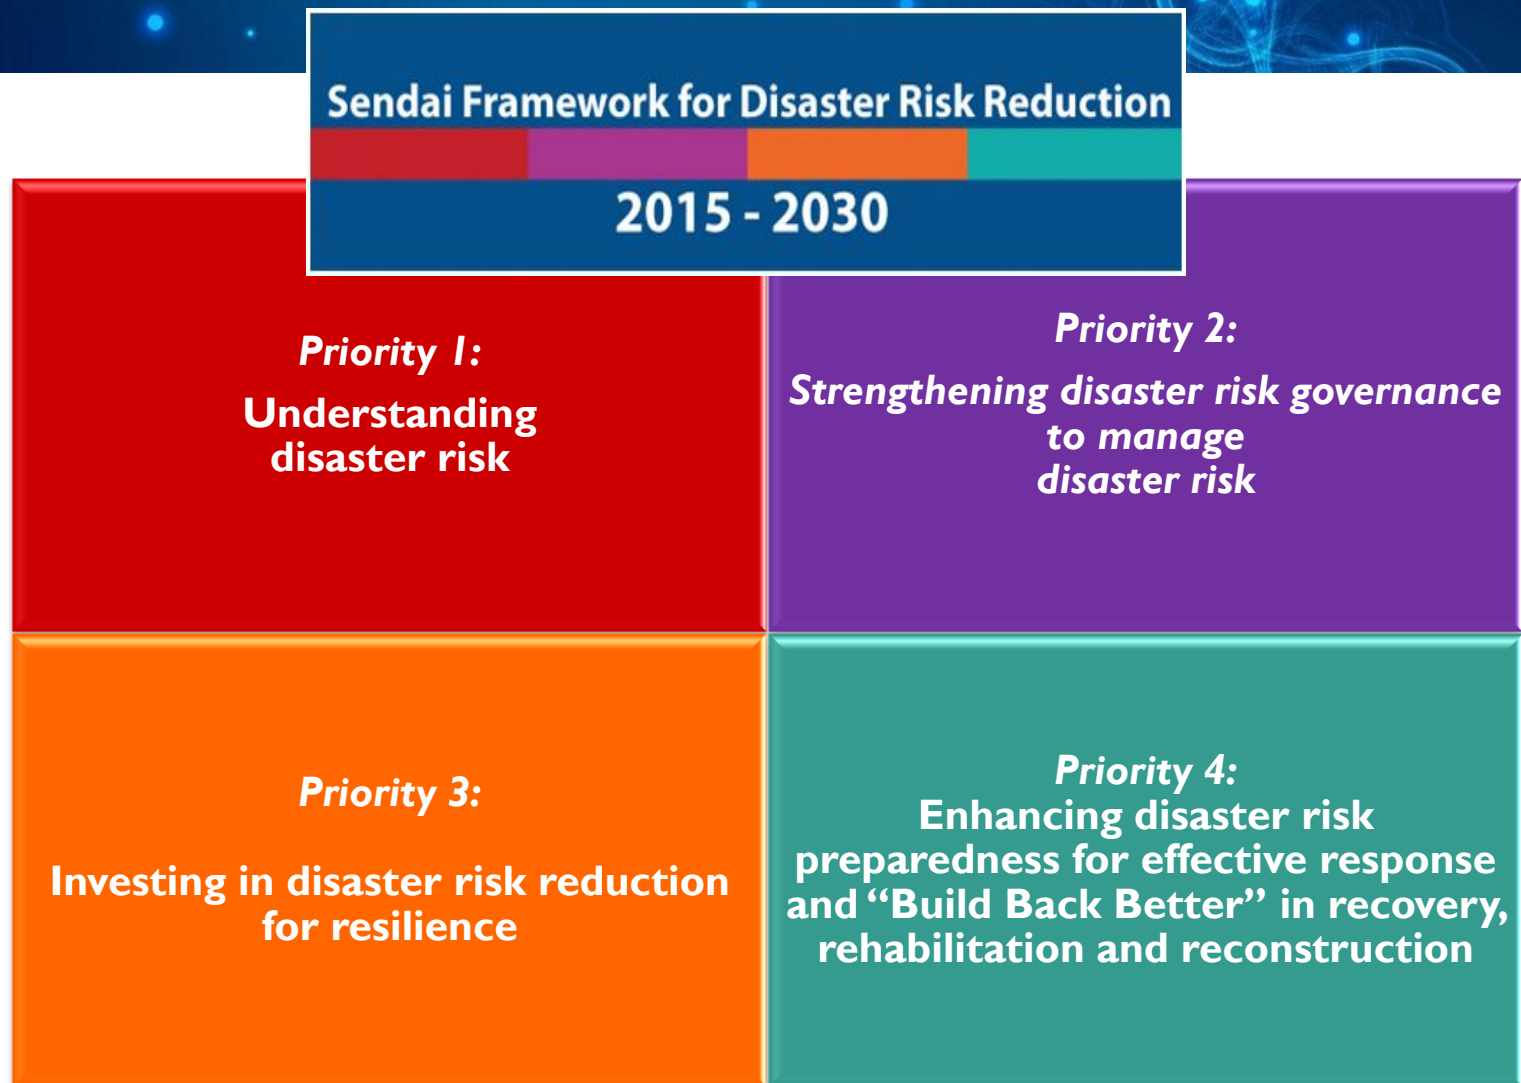 Sendai Framework for Disaster Risk Reduction
2015 - 2030
Priority 1:
Understanding
disaster risk
Priority 2:
Strengthening disaster risk governance
to manage
disaster risk
Priority 3:
Investing in disaster risk reduction
for resilience
Priority 4:
Enhancing disaster risk
preparedness for effective response
and “Build Back Better” in recovery,
rehabilitation and reconstruction